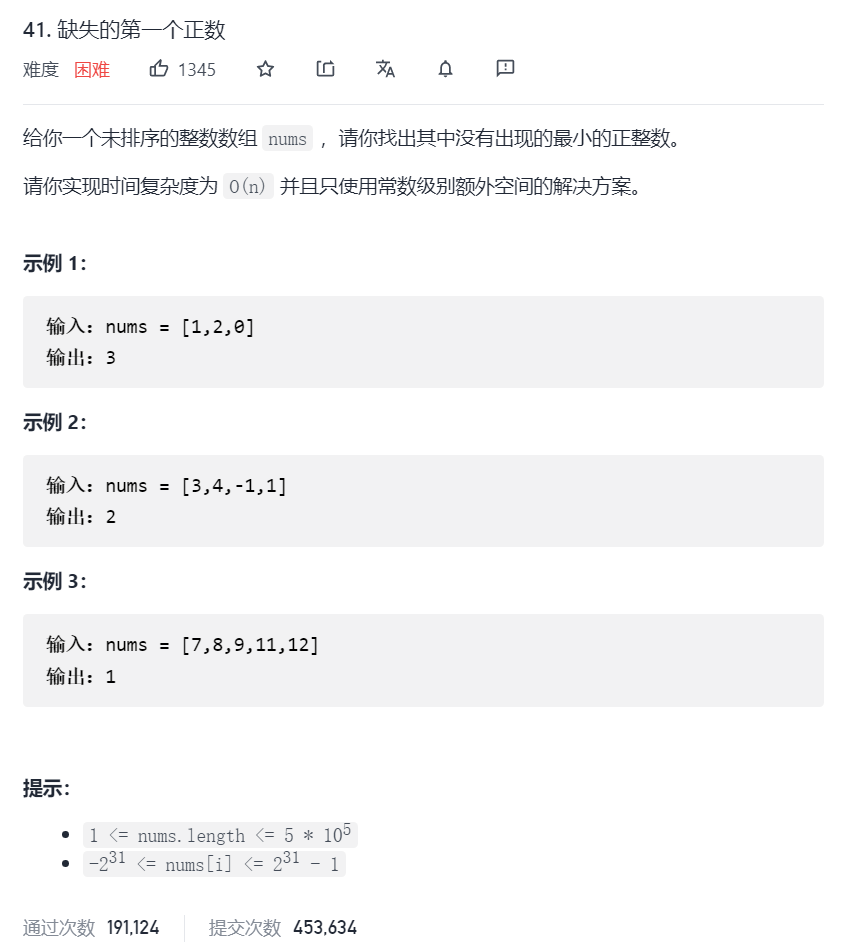 41. 缺失的第一个正数
难度 困难 1345
给你一个未排序的整数数组 nums ，请你找出其中没有出现的最小的正整数。
请你实现时间复杂度为 O(n) 并且只使用常数级别额外空间的解决方案。
示例 1：
输入：nums = [1,2,0]
输出：3
示例 2：
输入：nums = [3,4,-1,1]
输出：2
示例 3：
输入：nums = [7,8,9,11,12]
输出：1
提示：
1 <= nums.length <= 5 * 10⁵
-2³¹ <= nums[i] <= 2³¹ - 1
通过次数 191,124 提交次数 453,634